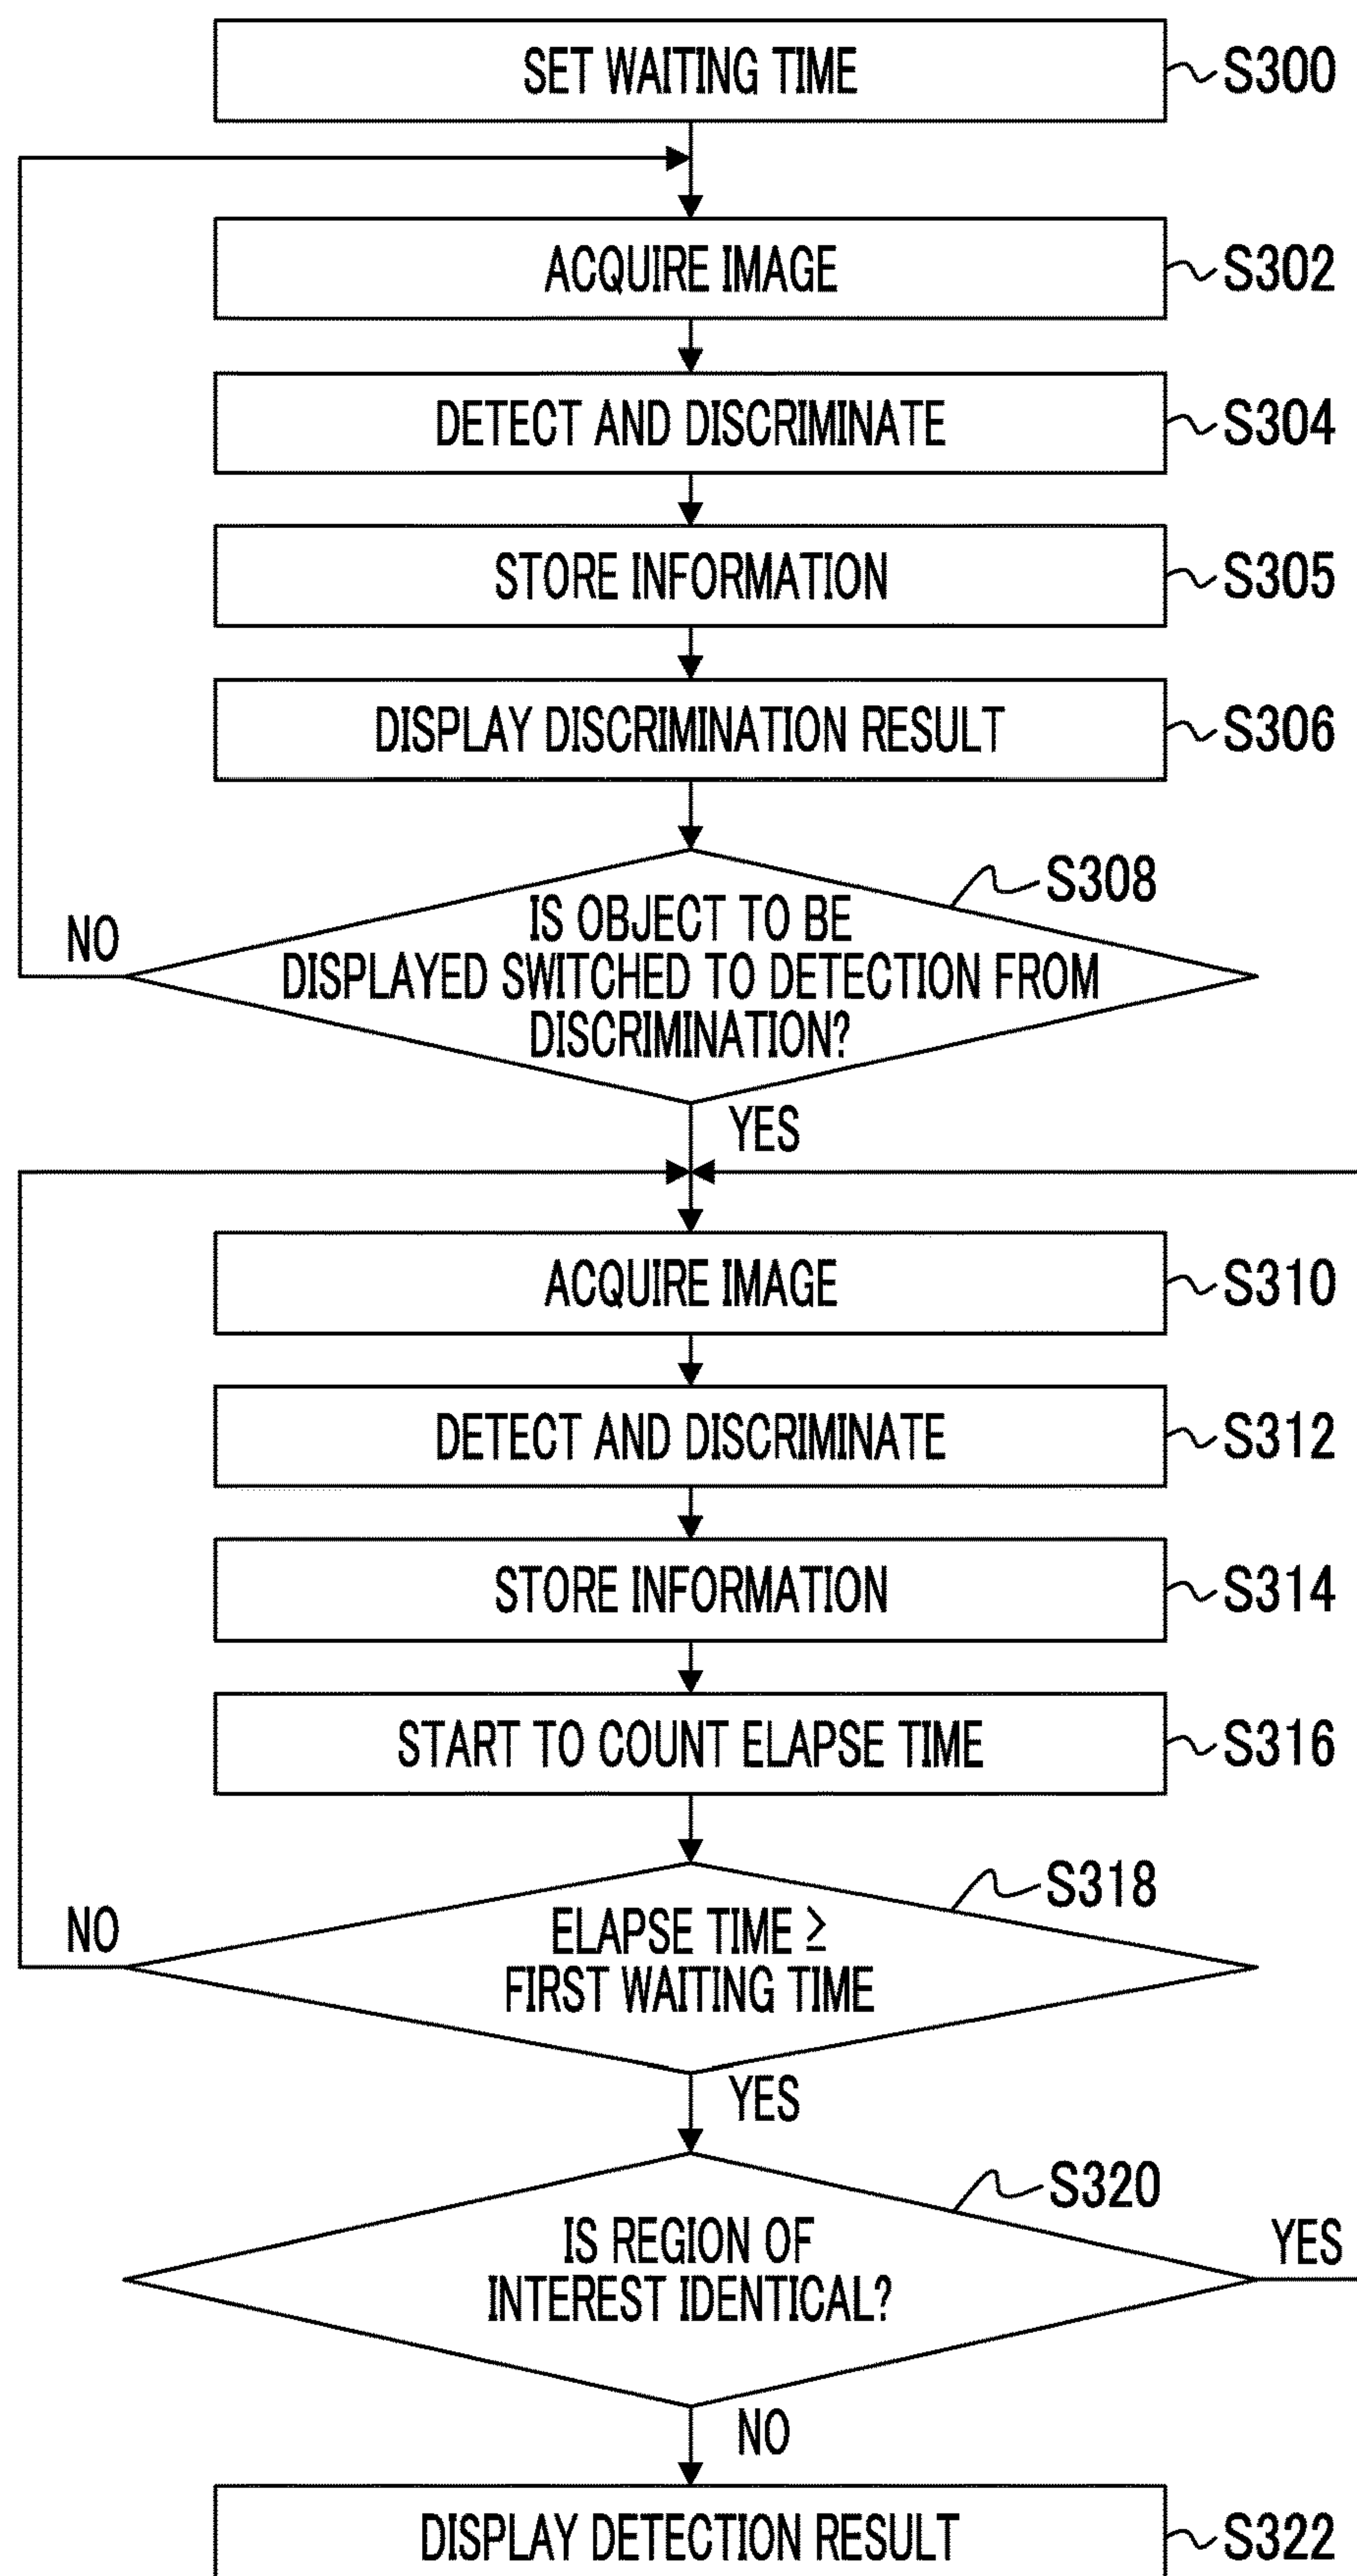 SET WAITING TIME
S300
ACQUIRE IMAGE
S302
DETECT AND DISCRIMINATE
S304
STORE INFORMATION
S305
DISPLAY DISCRIMINATION RESULT
S306
S308
NO
IS OBJECT TO BE
DISPLAYED SWITCHED TO DETECTION FROM
DISCRIMINATION?
YES
ACQUIRE IMAGE
S310
DETECT AND DISCRIMINATE
S312
STORE INFORMATION
S314
START TO COUNT ELAPSE TIME
S316
S318
NO
ELAPSE TIME ≥
FIRST WAITING TIME
YES
S320
IS REGION OF
INTEREST IDENTICAL?
YES
NO
DISPLAY DETECTION RESULT
S322